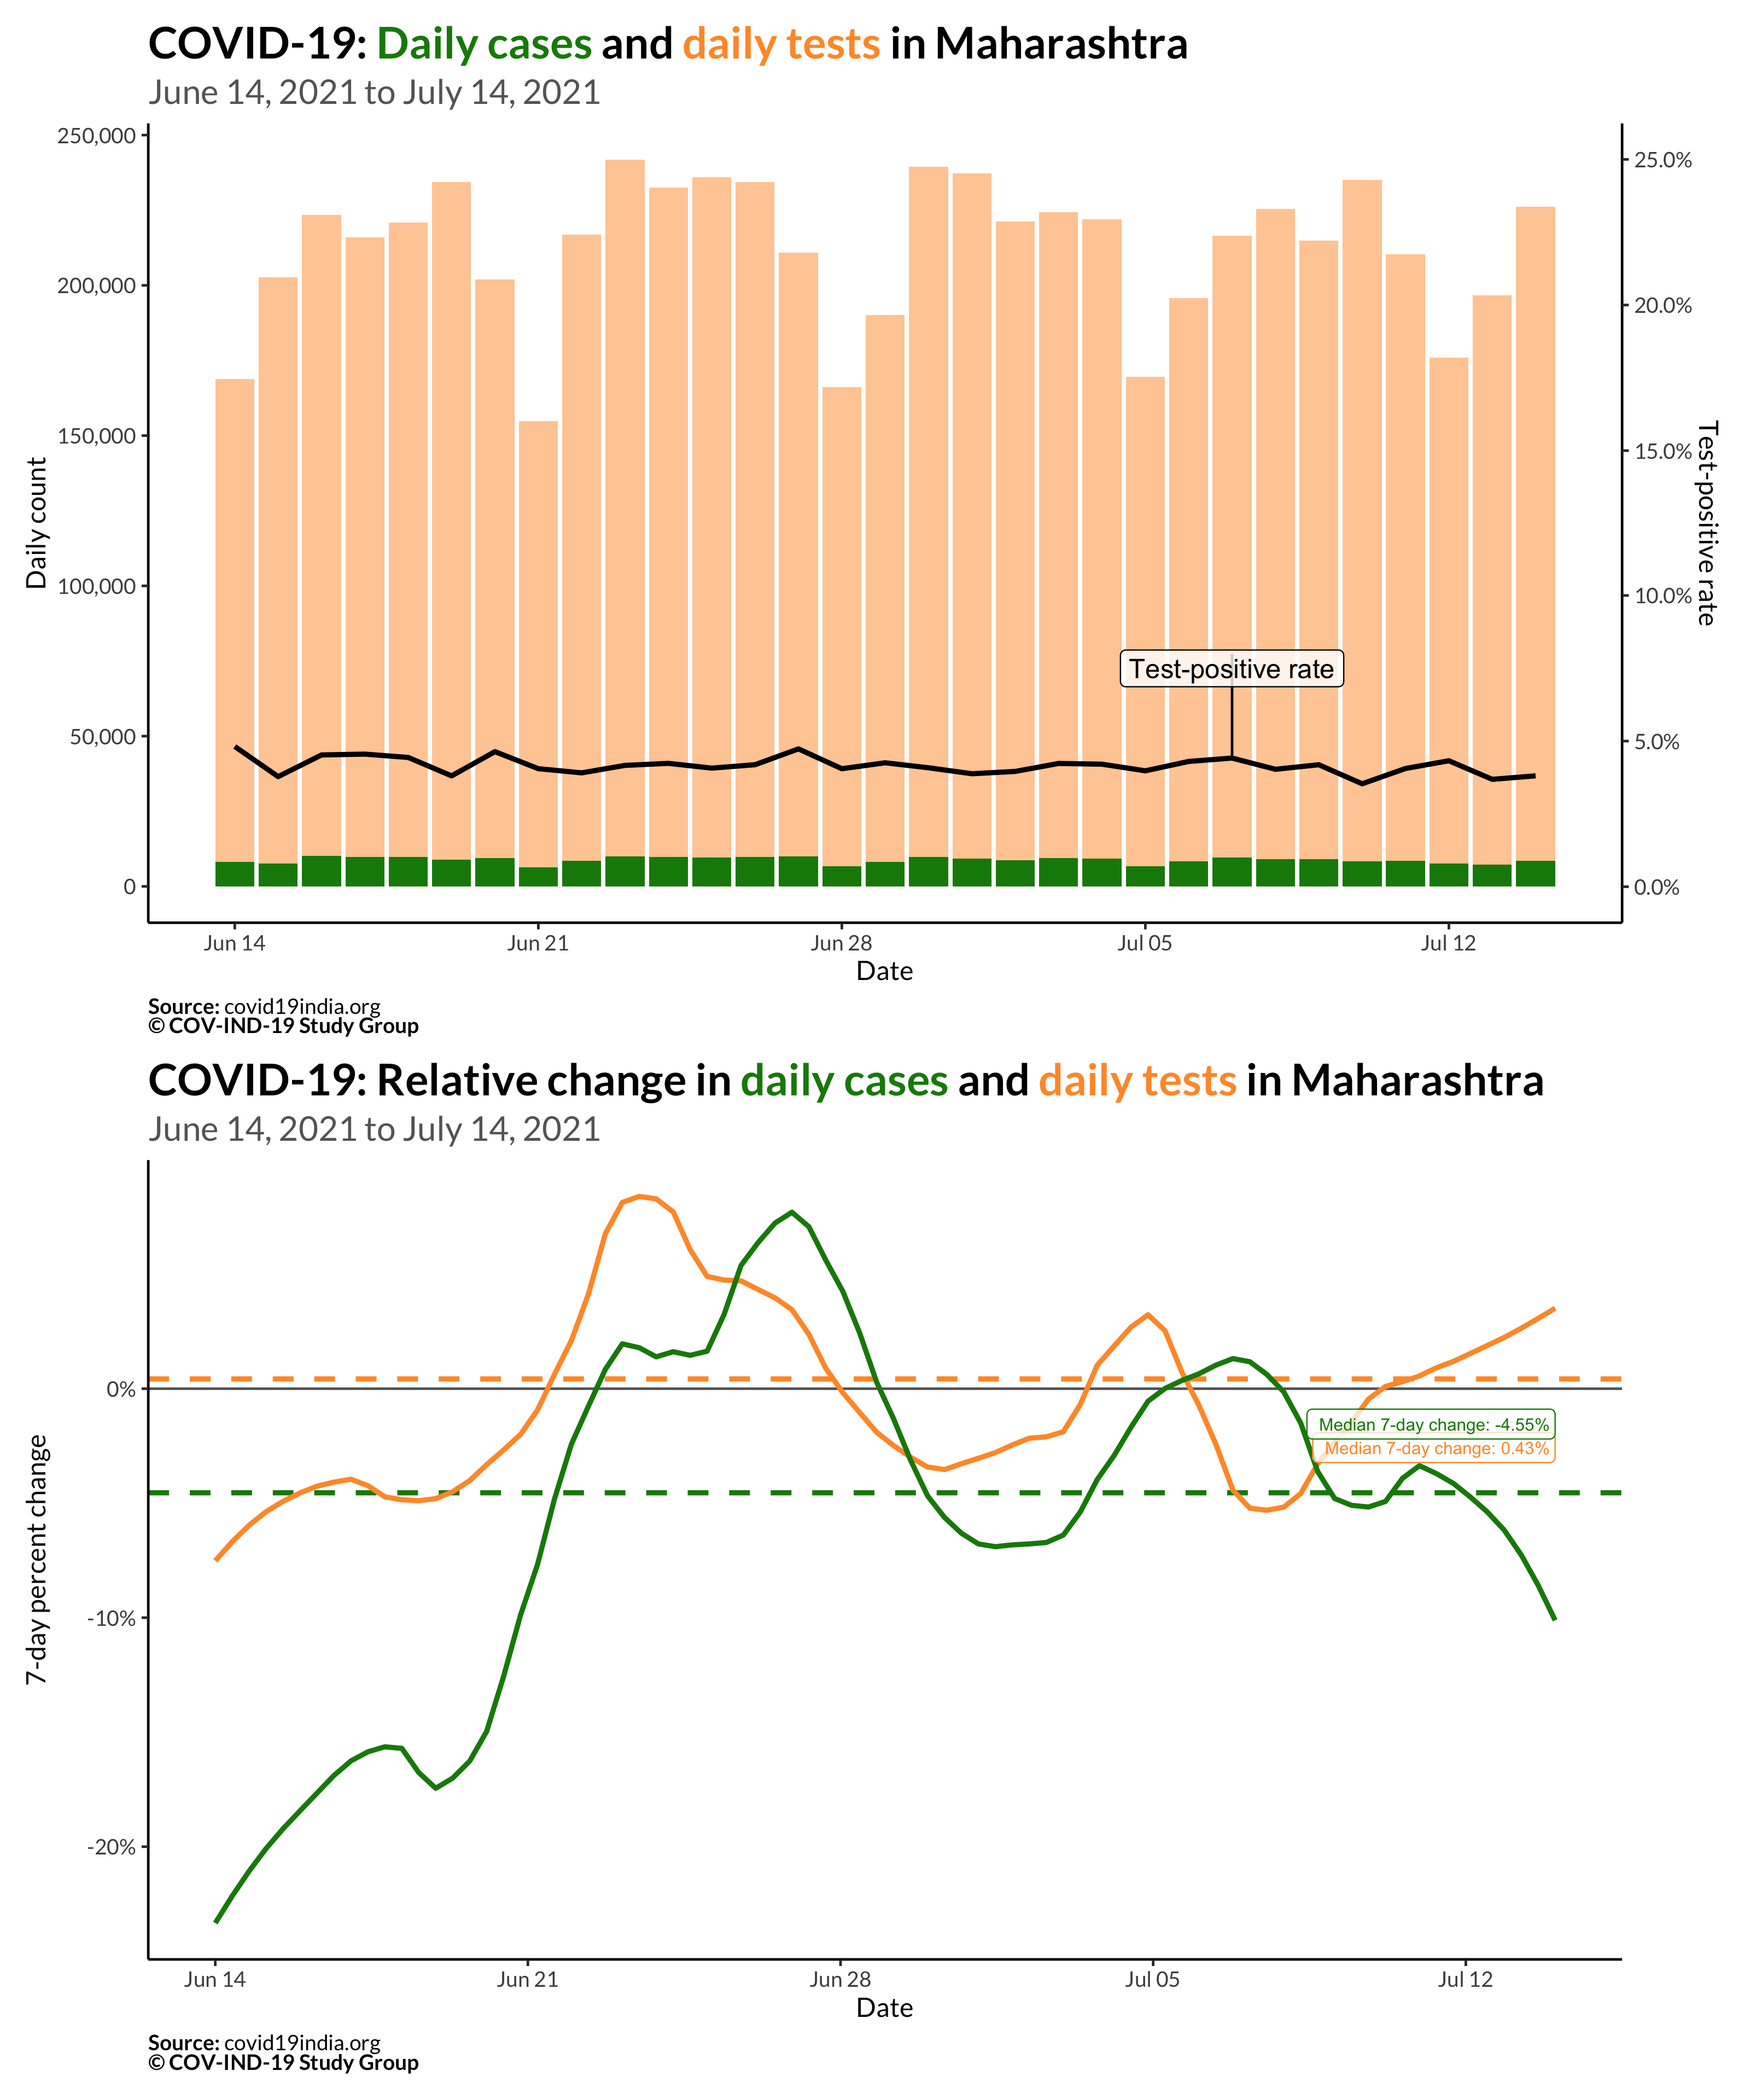 COVID-19: Daily cases and daily tests in Maharashtra
June 14, 2021 to July 14, 2021
250,000
200,000
150,000
100,000
50,000
0
Daily count
25.0%
20.0%
15.0%
10.0%
5.0%
0.0%
Test-positive rate
Test-positive rate
Jun 14
Jun 21
Jun 28
Jul 05
Jul 12
Date
Source: covid19india.org
© COV-IND-19 Study Group
COVID-19: Relative change in daily cases and daily tests in Maharashtra
June 14, 2021 to July 14, 2021
0%
-10%
-20%
7-day percent change
Median 7-day change: -4.55%
Median 7-day change: 0.43%
Jun 14
Jun 21
Jun 28
Jul 05
Jul 12
Date
Source: covid19india.org
© COV-IND-19 Study Group